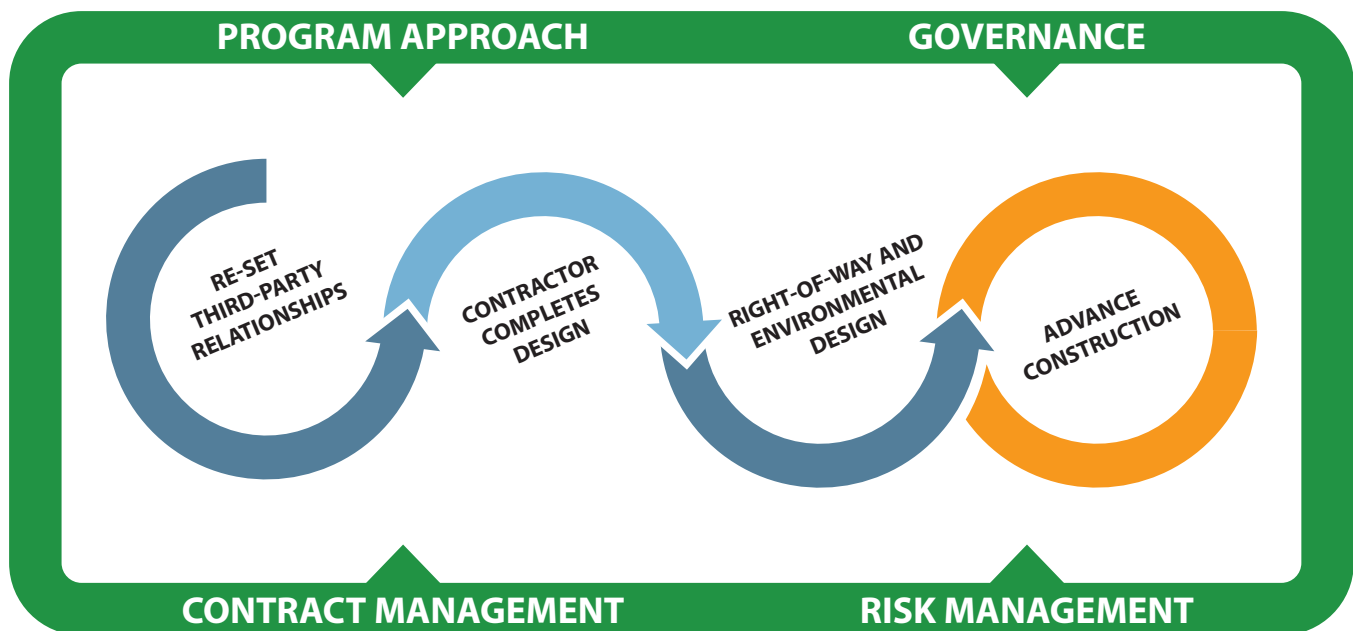 PROGRAM APPROACH
GOVERNANCE
RE-SET
THIRD-PARTY
RELATIONSHIPS
CONTRACTOR
COMPLETES
DESIGN
RIGHT-OF-WAY AND
ENVIRONMENTAL
DESIGN
ADVANCE
CONSTRUCTION
CONTRACT MANAGEMENT
RISK MANAGEMENT